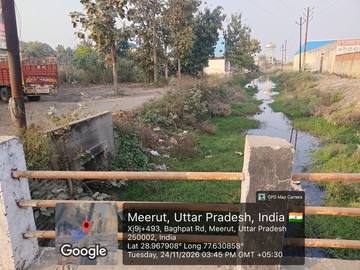 GPS Map Camera
Meerut, Uttar Pradesh, India
Xj9j+493, Baghpat Rd, Meerut, Uttar Pradesh
250002, India
Lat 28.967908° Long 77.630858°
Tuesday, 24/11/2026 03:45 PM GMT +05:30
Google